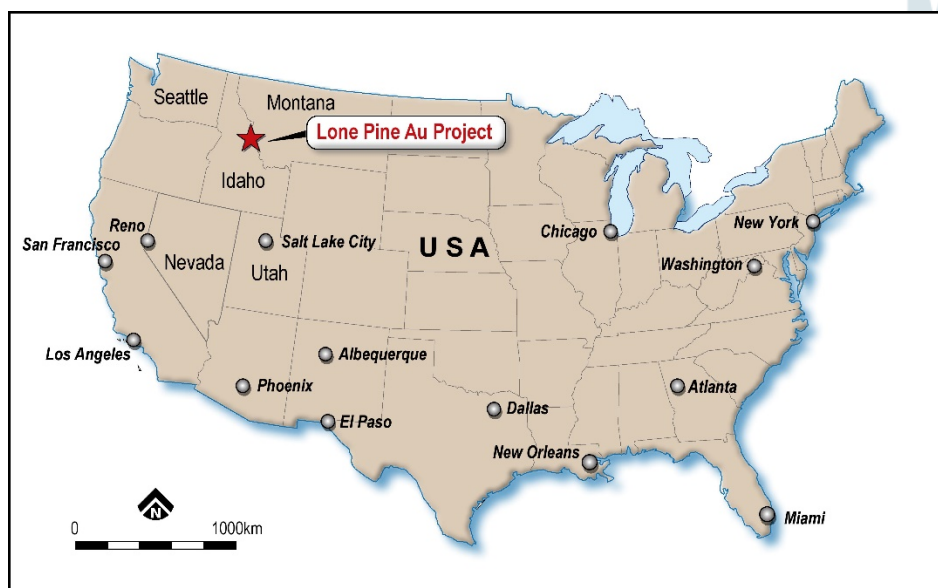 Seattle
Montana
Lone Pine Au Project
Idaho
Reno
San Francisco
Nevada
Salt Lake City
Utah
USA
Chicago
New York
Washington
Los Angeles
Albequerque
Phoenix
El Paso
Dallas
Atlanta
New Orleans
Miami
N
0 1000km